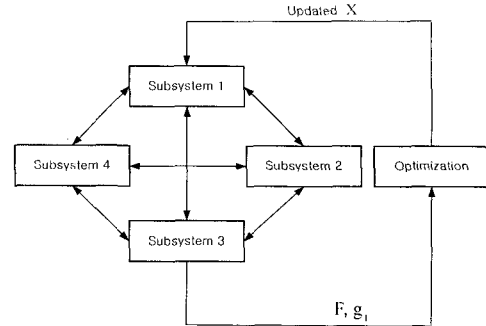 Updated X
Subsystem 1
Subsystem 4
Subsystem 2
Optimization
Subsystem 3
F, g₁